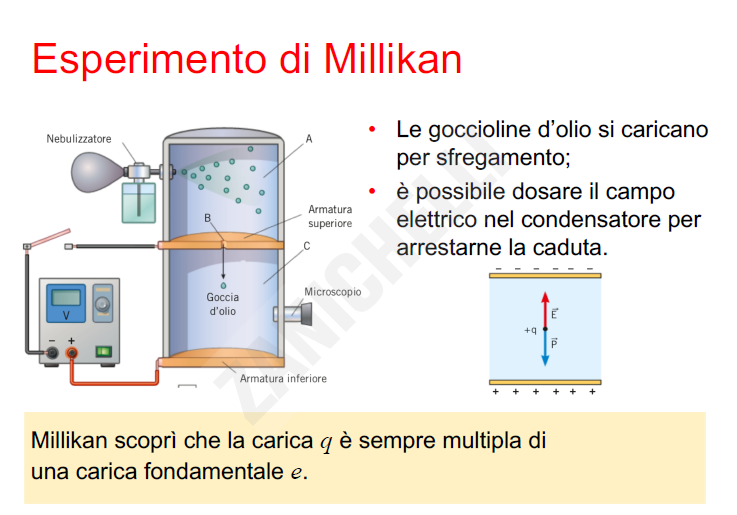 Esperimento di Millikan
Nebulizzatore
A
B
Armatura
superiore
C
Goccia
d'olio
Microscopio
V
− +
Armatura inferiore
• Le goccioline d'olio si caricano
per sfregamento;
• è possibile dosare il campo
elettrico nel condensatore per
arrestarne la caduta.
− − − − − −
E
+q
P
+ + + + + +
Millikan scoprì che la carica q è sempre multipla di
una carica fondamentale e.
ZANICHELLI